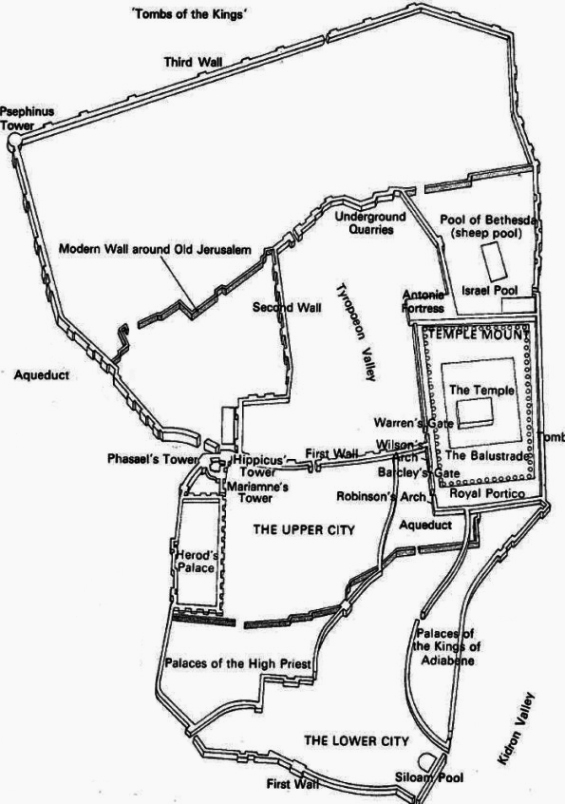 'Tombs of the Kings'
Third Wall
Psephinus
Tower
Underground
Quarries
Pool of Bethesda
(sheep pool)
Modern Wall around Old Jerusalem
Israel Pool
Antonie
Fortress
Second Wall
Tyroposon Valley
TEMPLE MOUNT
Aqueduct
The Temple
Warren's Gate
Wilson's
Arch
First Wall
The Balustrade
Tomb
Phasael's Tower
Hippicus'
Tower
Barcley's Gate
Mariamne's
Tower
Robinson's Arch
Royal Portico
Aqueduct
THE UPPER CITY
Herod's
Palace
Palaces of
the Kings of
Adiabene
Palaces of the High Priest
Kidron Valley
THE LOWER CITY
Siloam Pool
First Wall